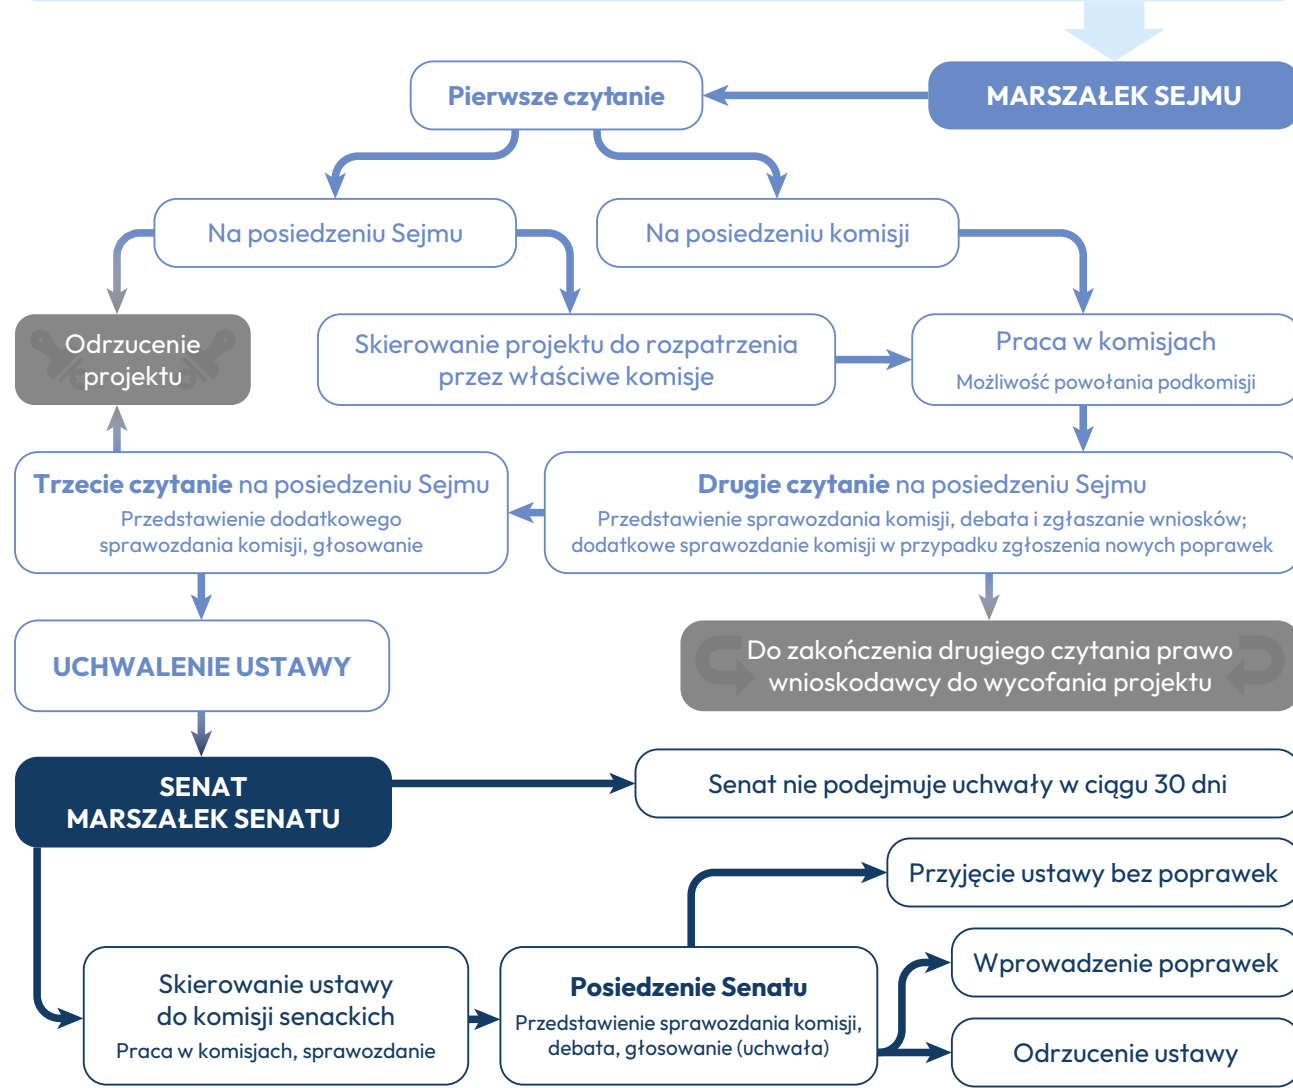 Pierwsze czytanie
MARSZAŁEK SEJMU
Na posiedzeniu Sejmu
Na posiedzeniu komisji
Odrzucenie
projektu
Skierowanie projektu do rozpatrzenia
przez właściwe komisje
Praca w komisjach
Możliwość powołania podkomisji
Trzecie czytanie na posiedzeniu Sejmu
Przedstawienie dodatkowego
sprawozdania komisji, głosowanie
Drugie czytanie na posiedzeniu Sejmu
Przedstawienie sprawozdania komisji, debata i zgłaszanie wniosków;
dodatkowe sprawozdanie komisji w przypadku zgłoszenia nowych poprawek
UCHWALENIE USTAWY
Do zakończenia drugiego czytania prawo
wnioskodawcy do wycofania projektu
SENAT
MARSZAŁEK SENATU
Senat nie podejmuje uchwały w ciągu 30 dni
Przyjęcie ustawy bez poprawek
Skierowanie ustawy
do komisji senackich
Praca w komisjach, sprawozdanie
Posiedzenie Senatu
Przedstawienie sprawozdania komisji,
debata, głosowanie (uchwała)
Wprowadzenie poprawek
Odrzucenie ustawy